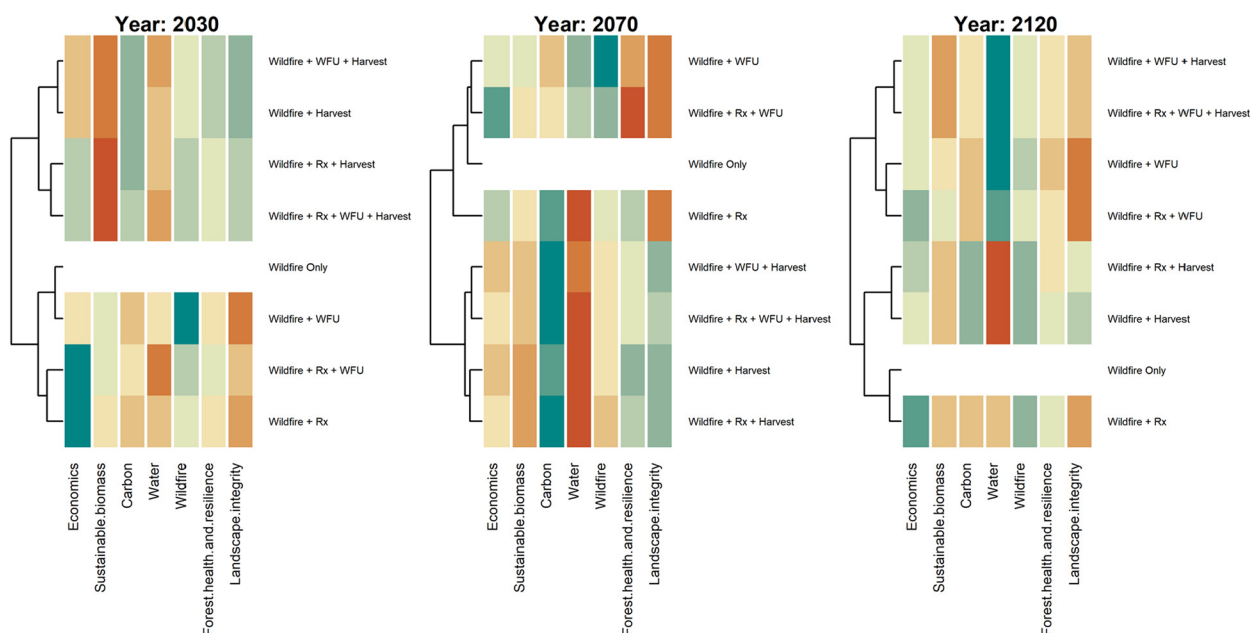 Year: 2030
Wildfire + WFU + Harvest
Wildfire + Harvest
Wildfire + Rx + Harvest
Wildfire + Rx + WFU + Harvest
Wildfire Only
Wildfire + WFU
Wildfire + Rx + WFU
Wildfire + Rx
Economics
Sustainable.biomass
Carbon
Water
Wildfire
Forest.health.and.resilience
Landscape.integrity
Year: 2070
Wildfire + WFU
Wildfire + Rx + WFU
Wildfire Only
Wildfire + Rx
Wildfire + WFU + Harvest
Wildfire + Rx + WFU + Harvest
Wildfire + Harvest
Wildfire + Rx + Harvest
Economics
Sustainable.biomass
Carbon
Water
Wildfire
Forest.health.and.resilience
Landscape.integrity
Year: 2120
Wildfire + WFU + Harvest
Wildfire + Rx + WFU + Harvest
Wildfire + WFU
Wildfire + Rx + WFU
Wildfire + Rx + Harvest
Wildfire + Harvest
Wildfire Only
Wildfire + Rx
Economics
Sustainable.biomass
Carbon
Water
Wildfire
Forest.health.and.resilience
Landscape.integrity